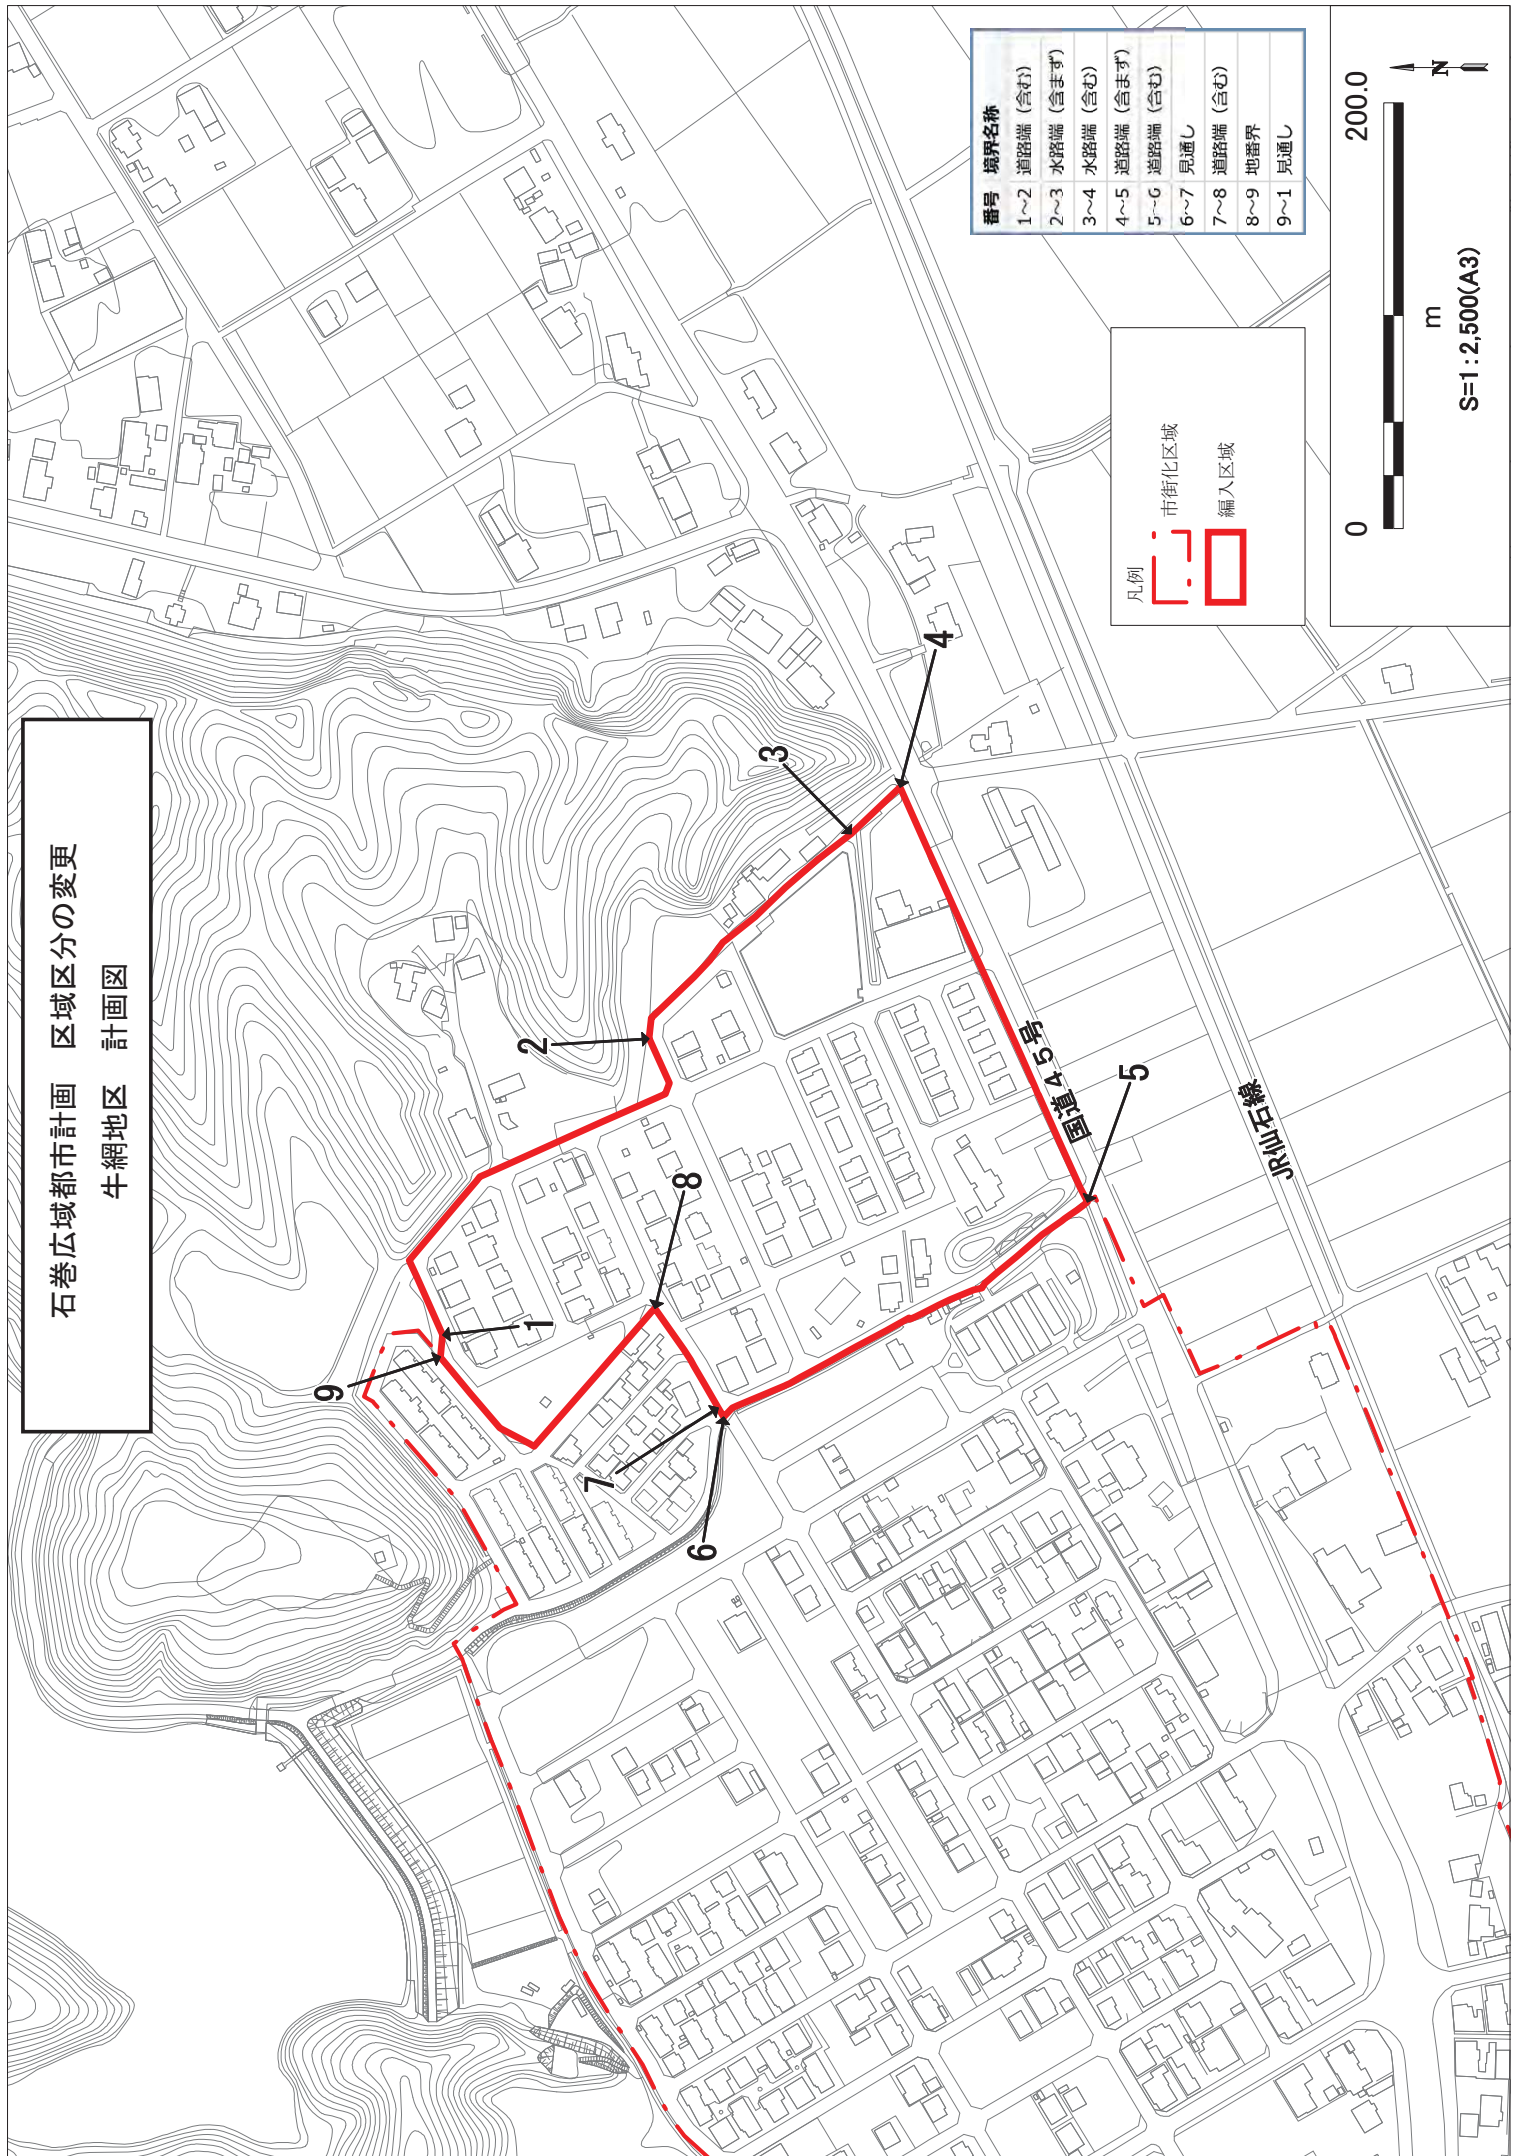 石巻広域都市計画　区域区分の変更
牛網地区　計画図
9
1
2
3
4
8
7
6
5
国道45号
JR仙石線
番号 境界名称
1～2 道路端（含む）
2～3 水路端（含まず）
3～4 水路端（含む）
4～5 道路端（含まず）
5～6 道路端（含む）
6～7 見通し
7～8 道路端（含む）
8～9 地番界
9～1 見通し
凡例
市街化区域
編入区域
N
0
200.0
m
S=1:2,500(A3)